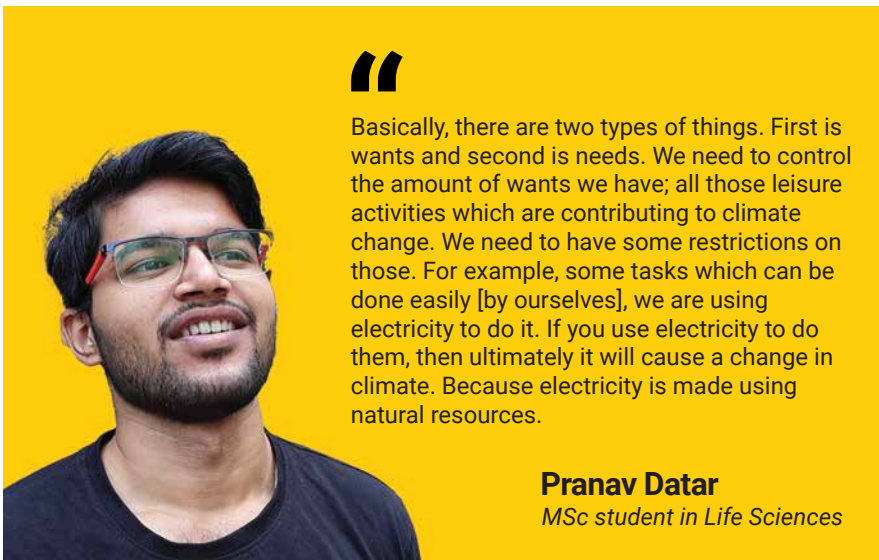 “
Basically, there are two types of things. First is
wants and second is needs. We need to control
the amount of wants we have; all those leisure
activities which are contributing to climate
change. We need to have some restrictions on
those. For example, some tasks which can be
done easily [by ourselves], we are using
electricity to do it. If you use electricity to do
them, then ultimately it will cause a change in
climate. Because electricity is made using
natural resources.
Pranav Datar
MSc student in Life Sciences